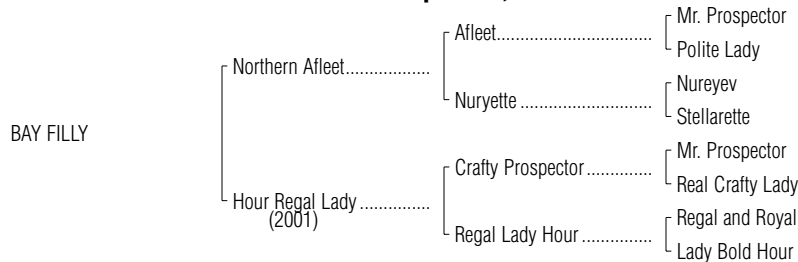 Mr. Prospector
Afleet
Polite Lady
Northern Afleet
Nureyev
Nuryette
Stellarette
BAY FILLY
Mr. Prospector
Crafty Prospector
Real Crafty Lady
Hour Regal Lady
(2001)
Regal and Royal
Regal Lady Hour
Lady Bold Hour